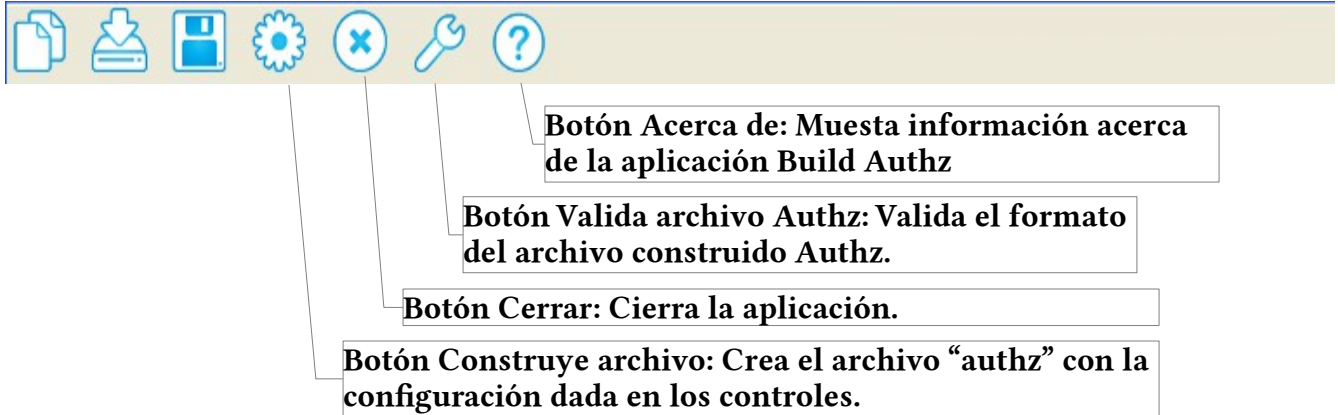 Botón Acerca de: Muesta información acerca
de la aplicación Build Authz
Botón Valida archivo Authz: Valida el formato
del archivo construido Authz.
Botón Cerrar: Cierra la aplicación.
Botón Construye archivo: Crea el archivo “authz” con la
configuración dada en los controles.